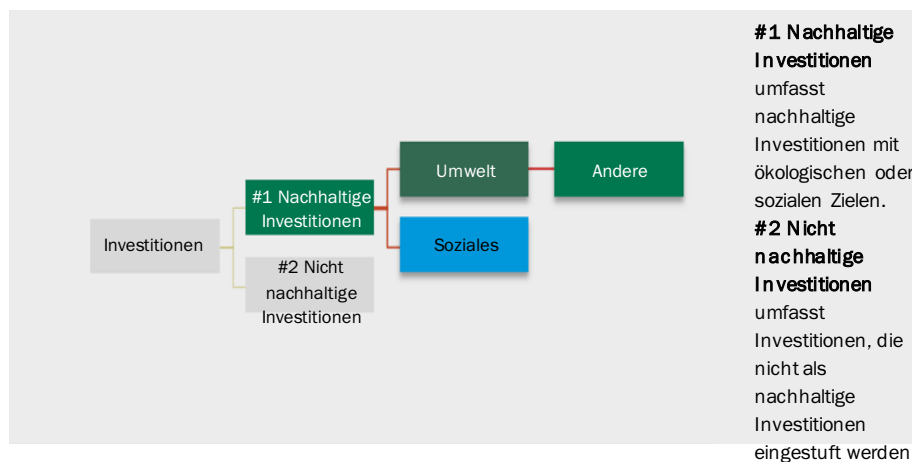 Investitionen
#1 Nachhaltige
Investitionen
#2 Nicht
nachhaltige
Investitionen
Umwelt
Andere
Soziales
#1 Nachhaltige
Investitionen
umfasst
nachhaltige
Investitionen mit
ökologischen oder
sozialen Zielen.
#2 Nicht
nachhaltige
Investitionen
umfasst
Investitionen, die
nicht als
nachhaltige
Investitionen
eingestuft werden